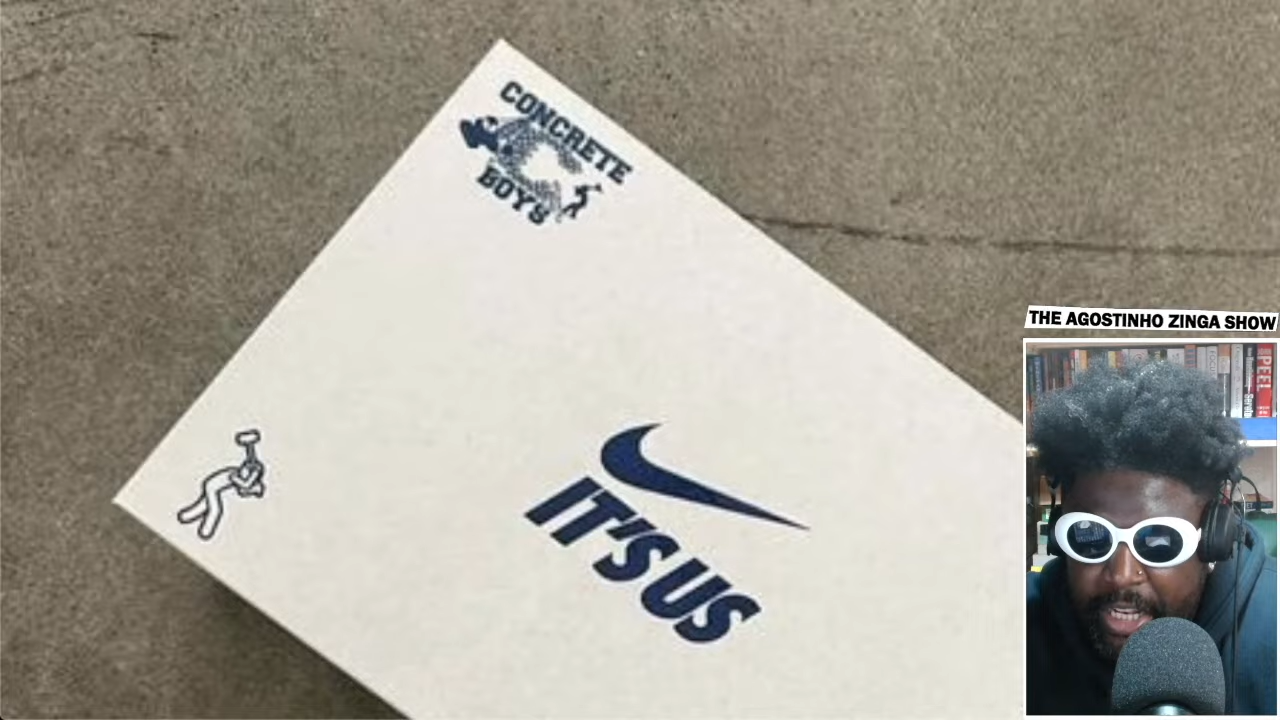 CONCRETE
BOYS
IT'S US
THE AGOSTINHO ZINGA SHOW
PEEL